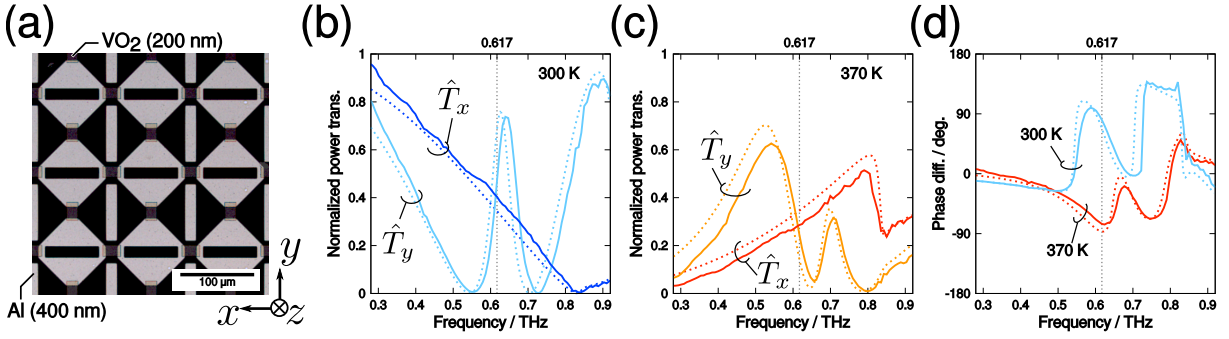 (a)
VO2 (200 nm)
Al (400 nm)
100 µm
y
x
z
(b)
0.617
300 K
T̂x
T̂y
Normalized power trans.
1
0.8
0.6
0.4
0.2
0
0.3 0.4 0.5 0.6 0.7 0.8 0.9
Frequency / THz
(c)
0.617
370 K
T̂y
T̂x
Normalized power trans.
1
0.8
0.6
0.4
0.2
0
0.3 0.4 0.5 0.6 0.7 0.8 0.9
Frequency / THz
(d)
0.617
300 K
370 K
Phase diff. / deg.
180
90
0
-90
-180
0.3 0.4 0.5 0.6 0.7 0.8 0.9
Frequency / THz